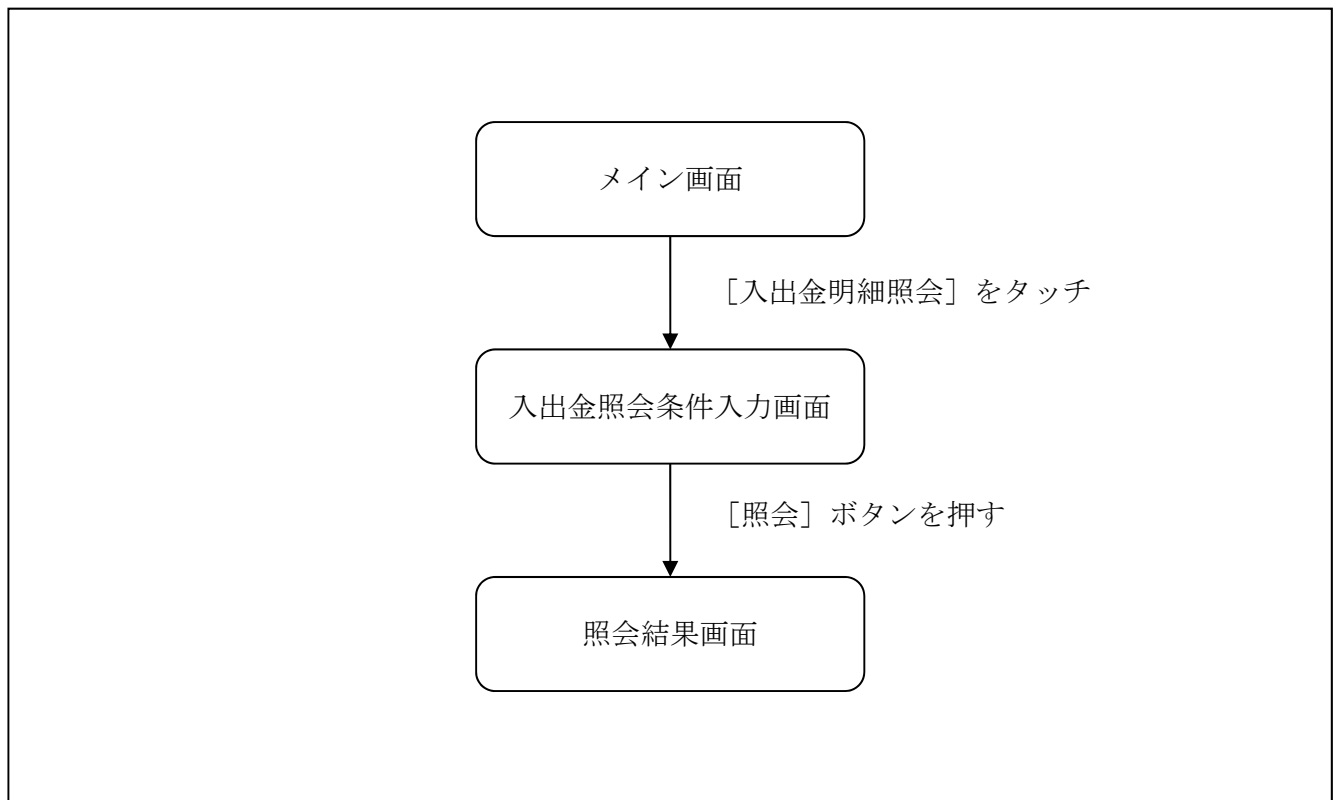 メイン画面
［入出金明細照会］をタッチ
入出金照会条件入力画面
［照会］ボタンを押す
照会結果画面